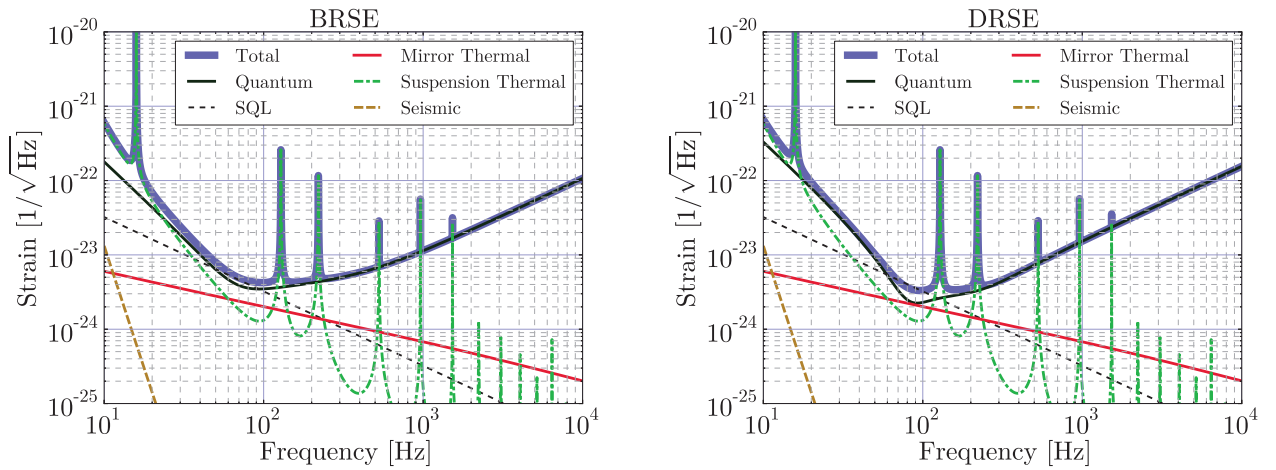 BRSE
Total
Quantum
SQL
Mirror Thermal
Suspension Thermal
Seismic
Strain [1/√Hz]
10^-20
10^-21
10^-22
10^-23
10^-24
10^-25
10^1
10^2
10^3
10^4
Frequency [Hz]
DRSE
Total
Quantum
SQL
Mirror Thermal
Suspension Thermal
Seismic
Strain [1/√Hz]
10^-20
10^-21
10^-22
10^-23
10^-24
10^-25
10^1
10^2
10^3
10^4
Frequency [Hz]